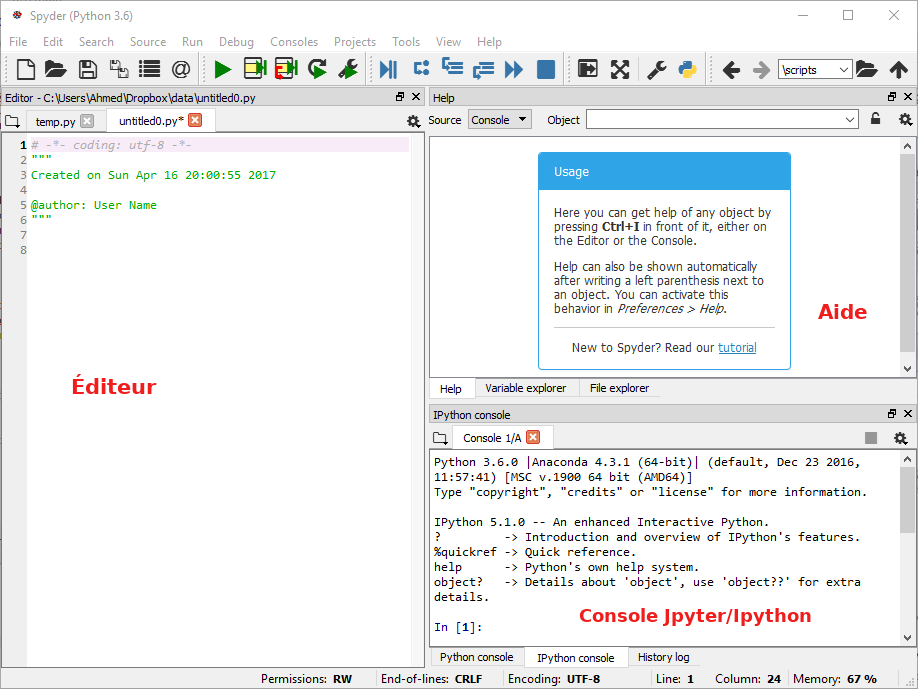 Spyder (Python 3.6)
File Edit Search Source Run Debug Consoles Projects Tools View Help
\scripts
Editor - C:\Users\Ahmed\Dropbox\data\untitled0.py
temp.py untitled0.py*
1 # -*- coding: utf-8 -*-
2 """
3 Created on Sun Apr 16 20:00:55 2017
4
5 @author: User Name
6 """
7
8
Éditeur
Help
Source Console Object
Usage
Here you can get help of any object by
pressing Ctrl+I in front of it, either on
the Editor or the Console.
Help can also be shown automatically
after writing a left parenthesis next to
an object. You can activate this
behavior in Preferences > Help.
New to Spyder? Read our tutorial
Aide
Help Variable explorer File explorer
IPython console
Console 1/A
Python 3.6.0 |Anaconda 4.3.1 (64-bit)| (default, Dec 23 2016,
11:57:41) [MSC v.1900 64 bit (AMD64)]
Type "copyright", "credits" or "license" for more information.
IPython 5.1.0 -- An enhanced Interactive Python.
? -> Introduction and overview of IPython's features.
%quickref -> Quick reference.
help -> Python's own help system.
object? -> Details about 'object', use 'object??' for extra
details.
Console Jpyter/Ipython
In [1]:
Python console IPython console History log
Permissions: RW End-of-lines: CRLF Encoding: UTF-8 Line: 1 Column: 24 Memory: 67 %